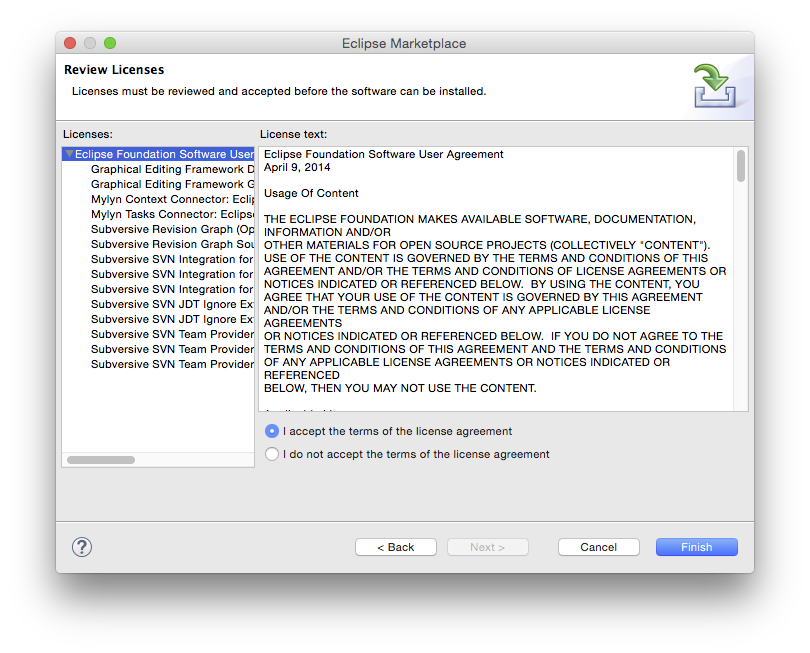 Eclipse Marketplace
Review Licenses
Licenses must be reviewed and accepted before the software can be installed.
Licenses:
Eclipse Foundation Software User
Graphical Editing Framework D
Graphical Editing Framework G
Mylyn Context Connector: Eclip
Mylyn Tasks Connector: Eclipse
Subversive Revision Graph (Op
Subversive Revision Graph Sou
Subversive SVN Integration for
Subversive SVN Integration for
Subversive SVN Integration for
Subversive SVN JDT Ignore Ex
Subversive SVN JDT Ignore Ex
Subversive SVN Team Provider
Subversive SVN Team Provider
Subversive SVN Team Provider
License text:
Eclipse Foundation Software User Agreement
April 9, 2014
Usage Of Content
THE ECLIPSE FOUNDATION MAKES AVAILABLE SOFTWARE, DOCUMENTATION,
INFORMATION AND/OR
OTHER MATERIALS FOR OPEN SOURCE PROJECTS (COLLECTIVELY "CONTENT").
USE OF THE CONTENT IS GOVERNED BY THE TERMS AND CONDITIONS OF THIS
AGREEMENT AND/OR THE TERMS AND CONDITIONS OF LICENSE AGREEMENTS OR
NOTICES INDICATED OR REFERENCED BELOW.  BY USING THE CONTENT, YOU
AGREE THAT YOUR USE OF THE CONTENT IS GOVERNED BY THIS AGREEMENT
AND/OR THE TERMS AND CONDITIONS OF ANY APPLICABLE LICENSE
AGREEMENTS
OR NOTICES INDICATED OR REFERENCED BELOW.  IF YOU DO NOT AGREE TO THE
TERMS AND CONDITIONS OF THIS AGREEMENT AND THE TERMS AND CONDITIONS
OF ANY APPLICABLE LICENSE AGREEMENTS OR NOTICES INDICATED OR
REFERENCED
BELOW, THEN YOU MAY NOT USE THE CONTENT.
I accept the terms of the license agreement
I do not accept the terms of the license agreement
?
< Back
Next >
Cancel
Finish